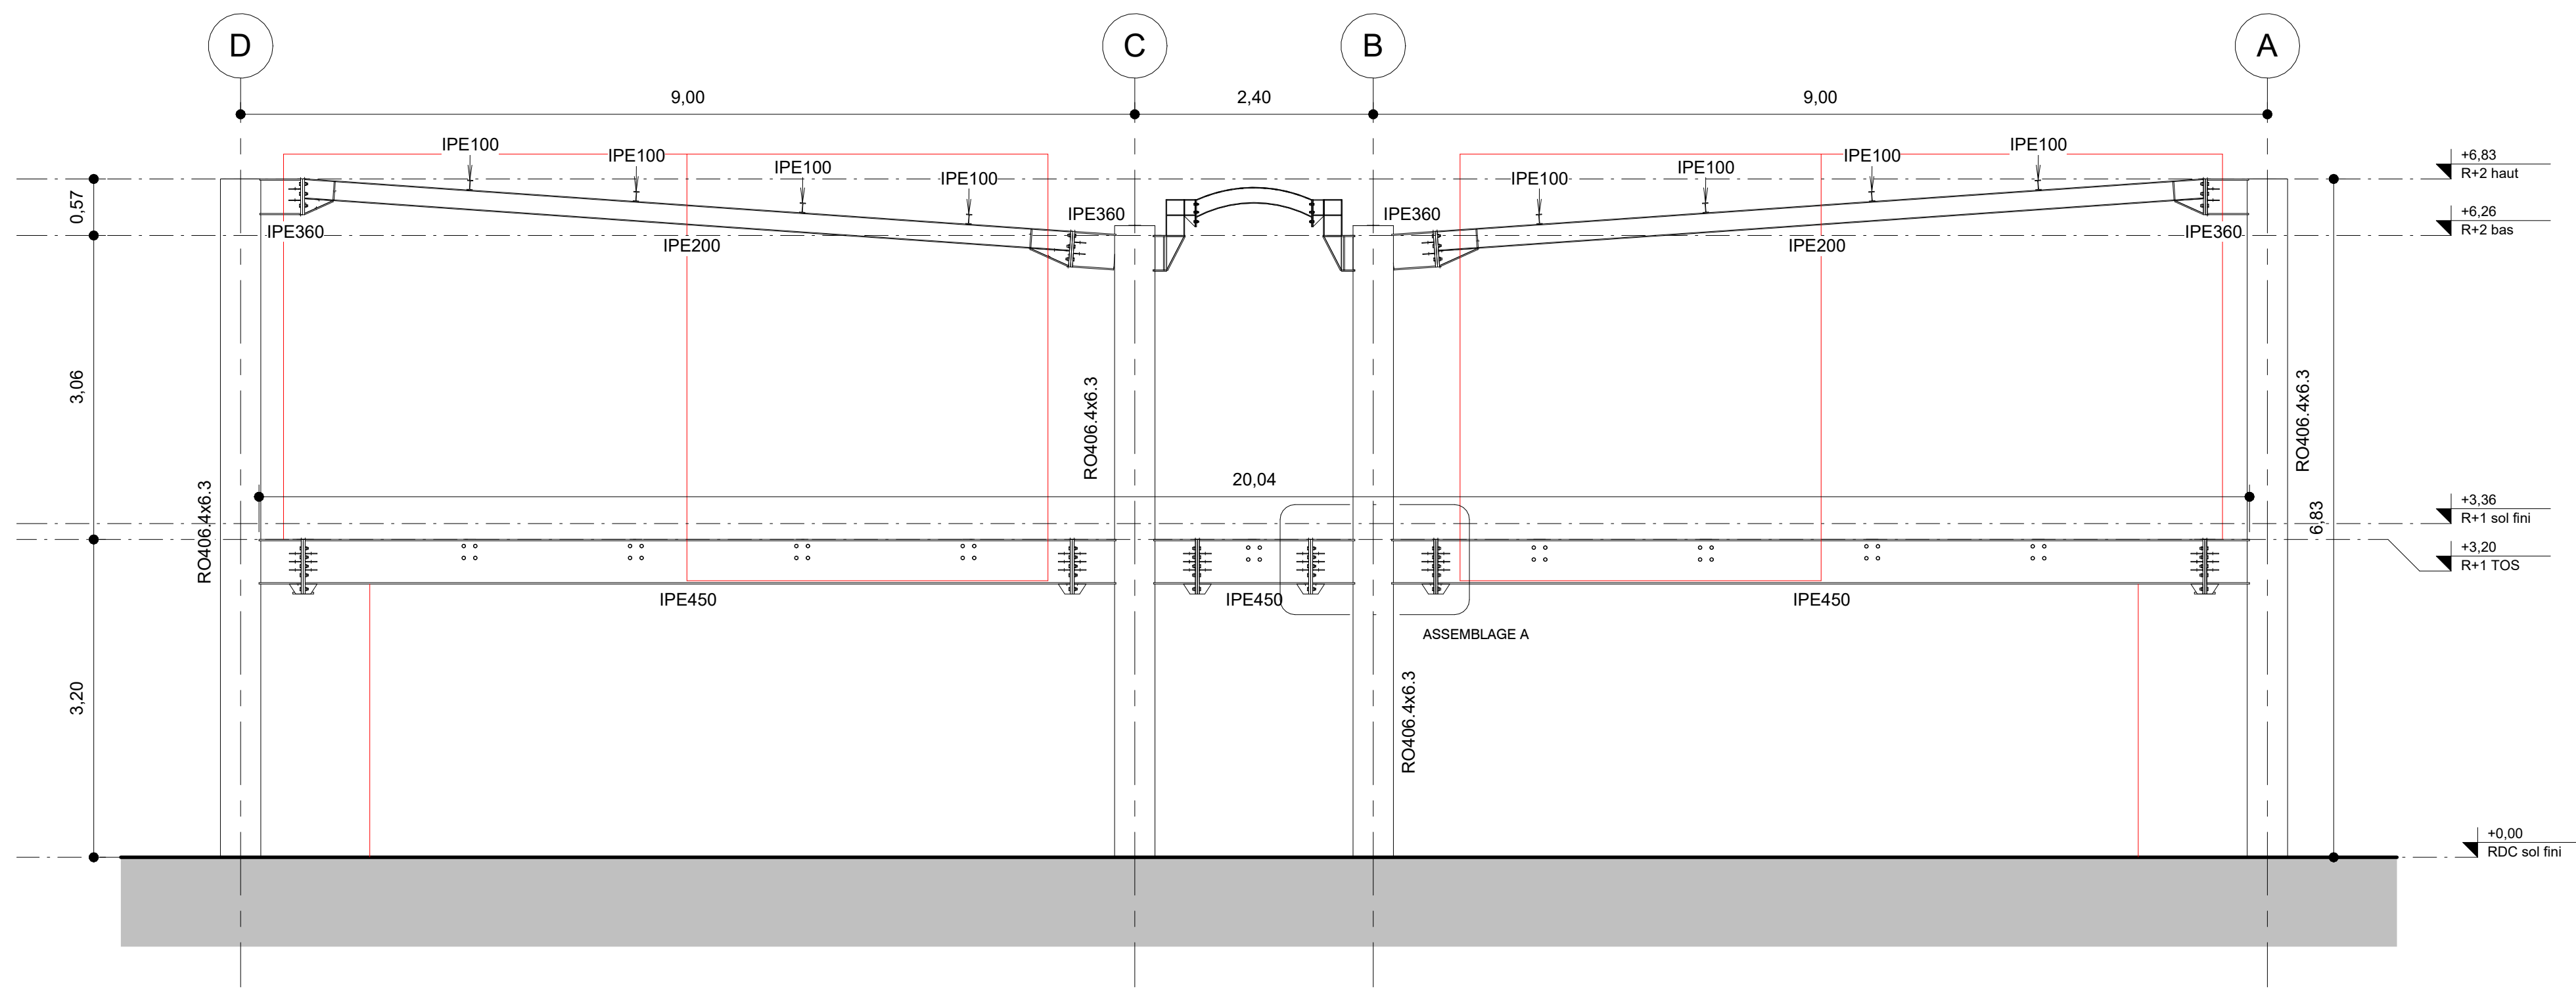 D
C
B
A
9,00
2,40
9,00
IPE100
IPE100
IPE100
IPE100
IPE100
IPE100
IPE100
IPE100
+6,83
R+2 haut
0,57
IPE360
IPE360
IPE360
IPE360
IPE200
IPE200
+6,26
R+2 bas
3,06
RO406.4x6.3
RO406.4x6.3
RO406.4x6.3
20,04
6,83
+3,36
R+1 sol fini
+3,20
R+1 TOS
IPE450
IPE450
IPE450
ASSEMBLAGE A
3,20
RO406.4x6.3
+0,00
RDC sol fini